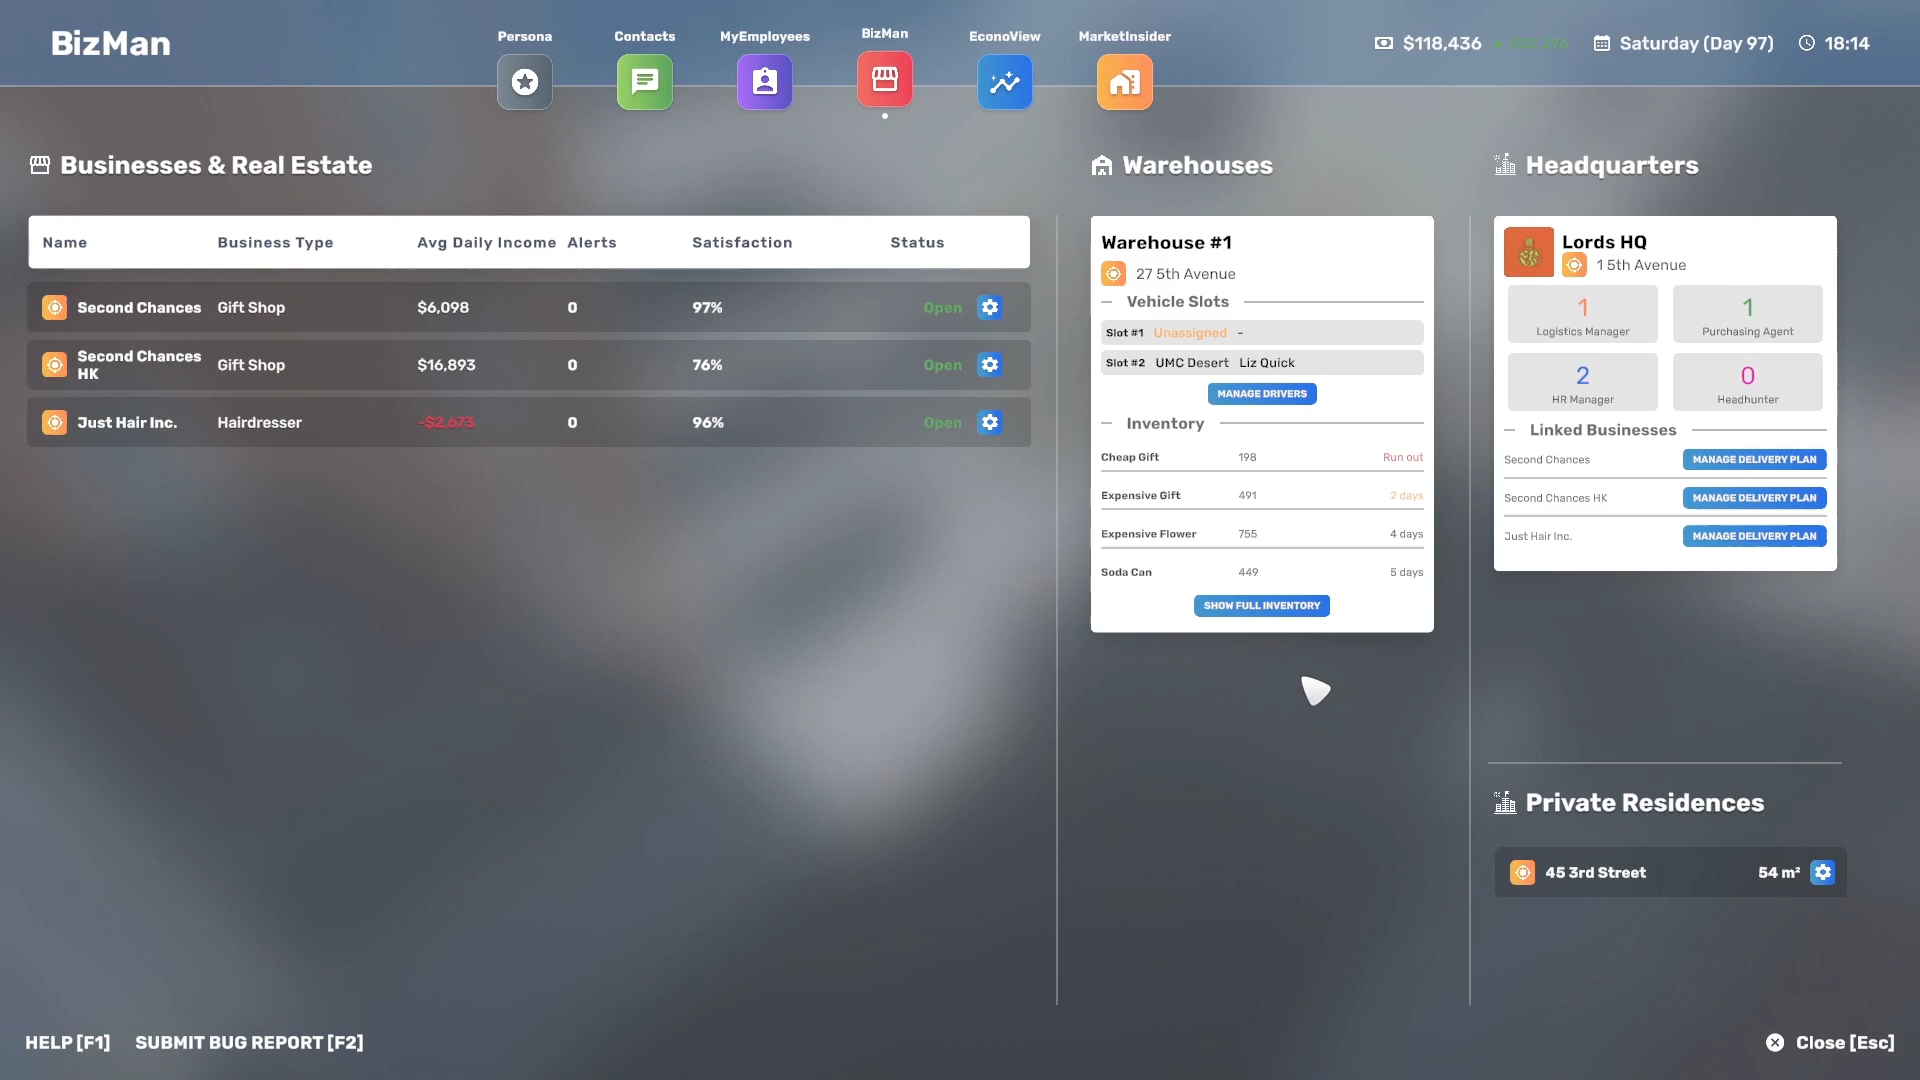 BizMan
Persona
Contacts
MyEmployees
BizMan
EconoView
MarketInsider
$118,436
Saturday (Day 97)
18:14
Businesses & Real Estate
Name Business Type Avg Daily Income Alerts Satisfaction Status
Second Chances Gift Shop $6,098 0 97% Open
Second Chances
HK
Gift Shop $16,893 0 76% Open
Just Hair Inc. Hairdresser -$2,673 0 96% Open
Warehouses
Warehouse #1
27 5th Avenue
Vehicle Slots
Slot #1 Unassigned -
Slot #2 UMC Desert Liz Quick
MANAGE DRIVERS
Inventory
Cheap Gift 198 Run out
Expensive Gift 491 2 days
Expensive Flower 755 4 days
Soda Can 449 5 days
SHOW FULL INVENTORY
Headquarters
Lords HQ
1 5th Avenue
1
Logistics Manager
1
Purchasing Agent
2
HR Manager
0
Headhunter
Linked Businesses
Second Chances MANAGE DELIVERY PLAN
Second Chances HK MANAGE DELIVERY PLAN
Just Hair Inc. MANAGE DELIVERY PLAN
Private Residences
45 3rd Street 54 m²
HELP [F1]
SUBMIT BUG REPORT [F2]
Close [Esc]